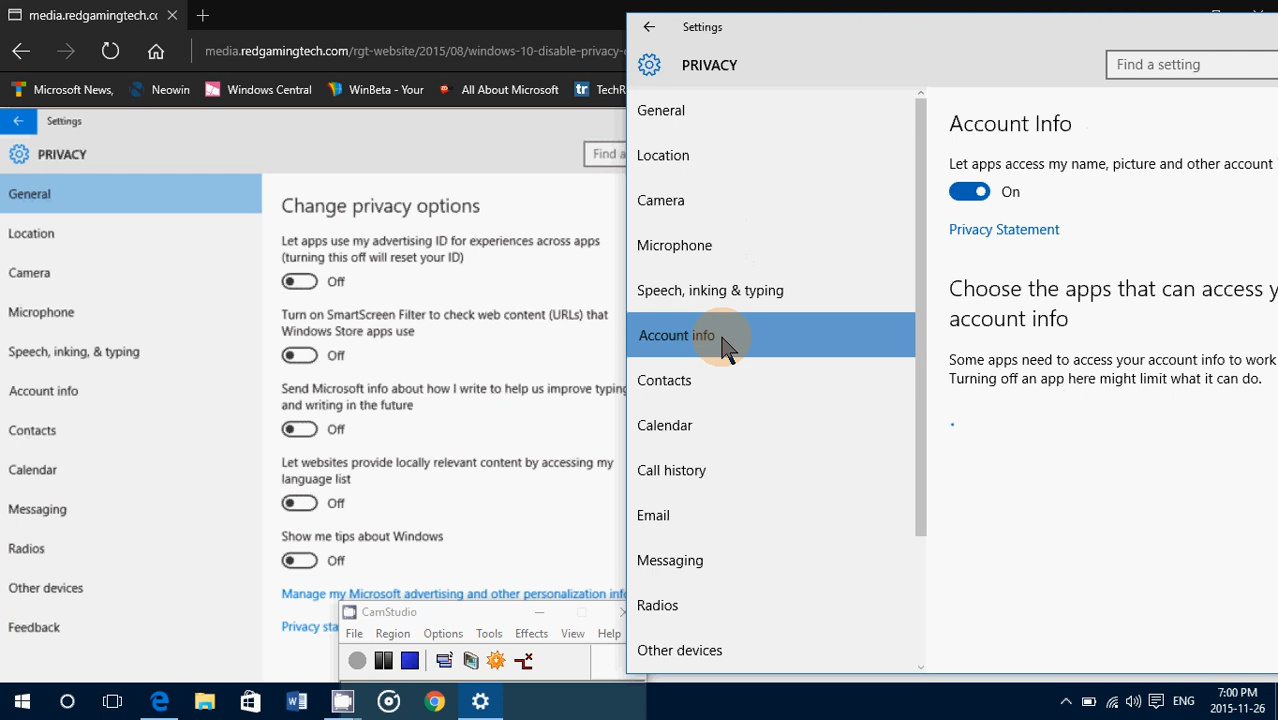 media.redgamingtech.co
media.redgamingtech.com/rgt-website/2015/08/windows-10-disable-privacy-
Microsoft News,
Neowin
Windows Central
WinBeta - Your
All About Microsoft
TechR
Settings
PRIVACY
Find a
General
Location
Camera
Microphone
Speech, inking, & typing
Account info
Contacts
Calendar
Messaging
Radios
Other devices
Feedback
Change privacy options
Let apps use my advertising ID for experiences across apps
(turning this off will reset your ID)
Off
Turn on SmartScreen Filter to check web content (URLs) that
Windows Store apps use
Off
Send Microsoft info about how I write to help us improve typing
and writing in the future
Off
Let websites provide locally relevant content by accessing my
language list
Off
Show me tips about Windows
Off
Manage my Microsoft advertising and other personalization info
Privacy sta
CamStudio
File Region Options Tools Effects View Help
Settings
PRIVACY
Find a setting
General
Location
Camera
Microphone
Speech, inking & typing
Account info
Contacts
Calendar
Call history
Email
Messaging
Radios
Other devices
Account Info
Let apps access my name, picture and other account
On
Privacy Statement
Choose the apps that can access y
account info
Some apps need to access your account info to work
Turning off an app here might limit what it can do.
ENG
7:00 PM
2015-11-26